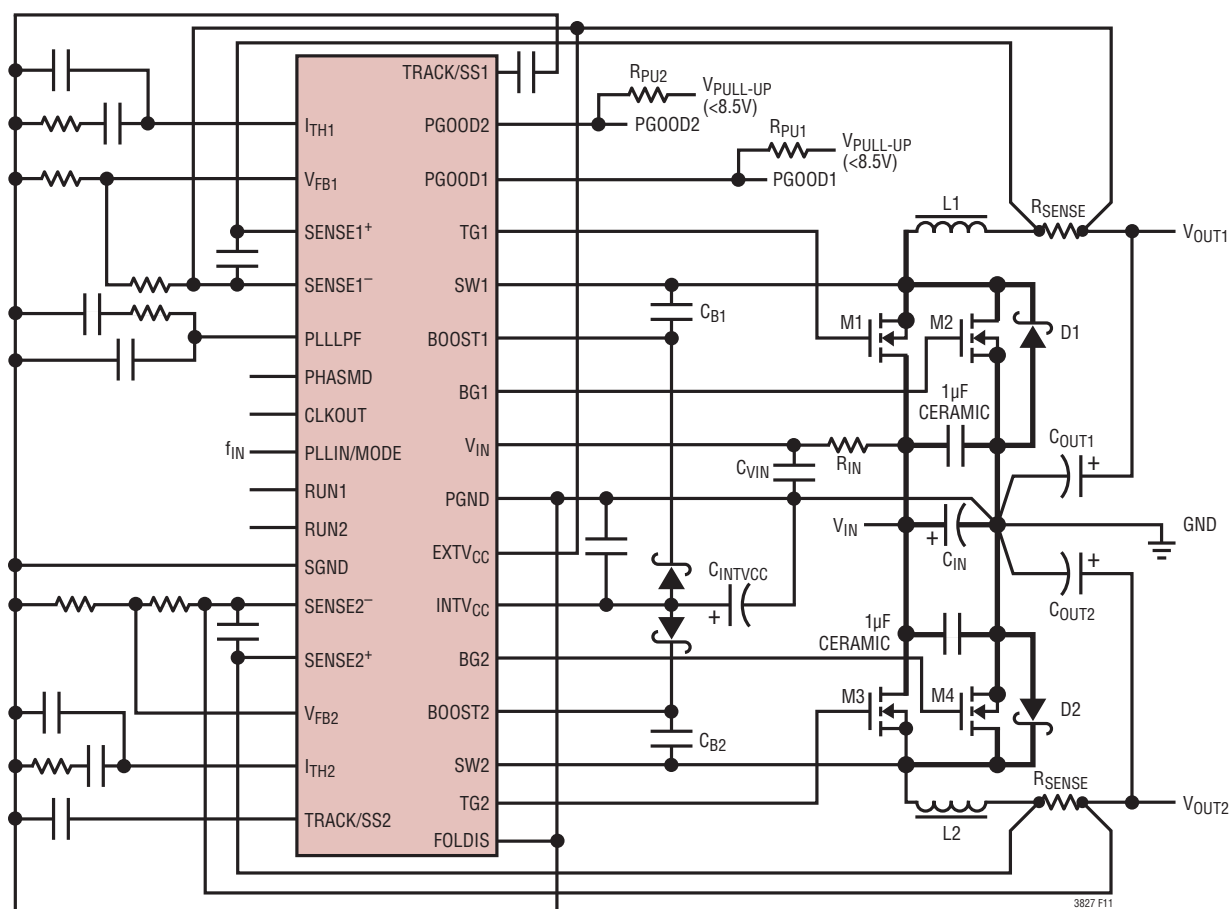 TRACK/SS1
I_TH1
V_FB1
SENSE1+
SENSE1–
PLLLPF
PHASMD
CLKOUT
f_IN
PLLIN/MODE
RUN1
RUN2
SGND
SENSE2–
SENSE2+
V_FB2
I_TH2
TRACK/SS2
PGOOD2
PGOOD1
TG1
SW1
BOOST1
BG1
V_IN
PGND
EXTV_CC
INTV_CC
BG2
BOOST2
SW2
TG2
FOLDIS
R_PU2
V_PULL-UP
(<8.5V)
PGOOD2
R_PU1
V_PULL-UP
(<8.5V)
PGOOD1
L1
R_SENSE
V_OUT1
C_B1
M1
M2
D1
1µF
CERAMIC
C_OUT1
+
R_IN
C_VIN
V_IN
+
C_IN
GND
C_INTVCC
+
+
C_OUT2
1µF
CERAMIC
M3
M4
D2
C_B2
R_SENSE
L2
V_OUT2
3827 F11